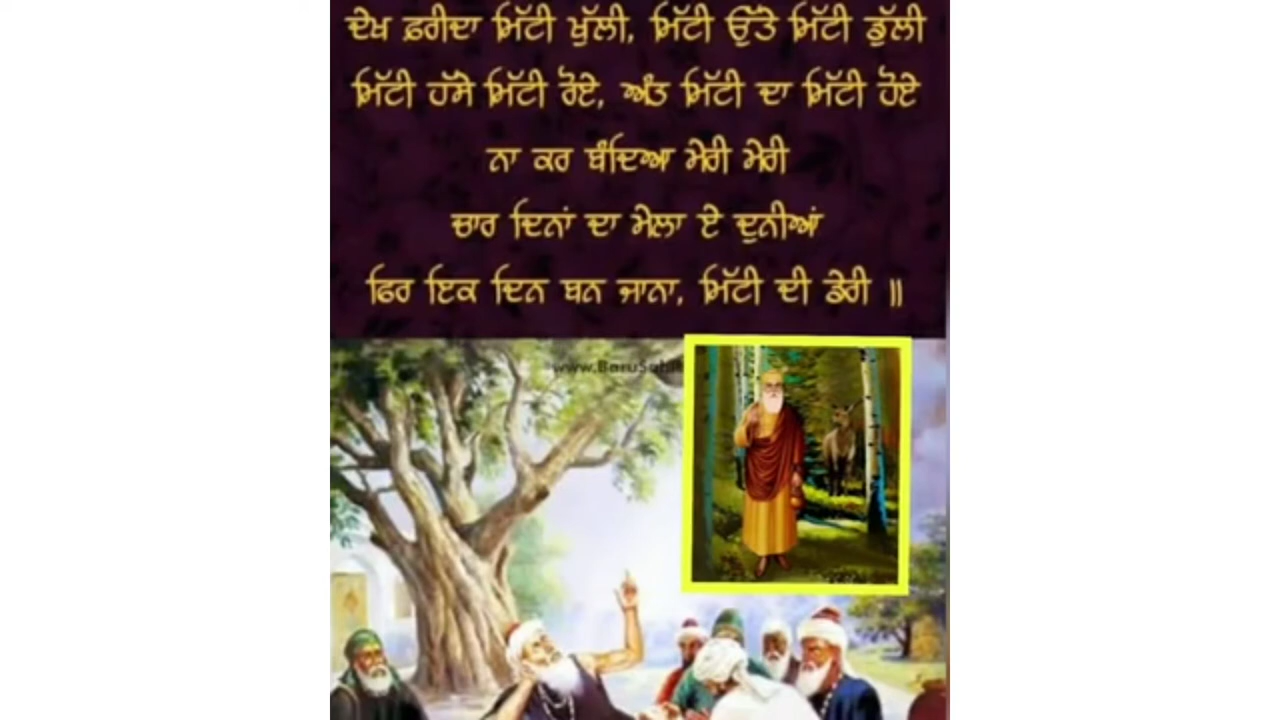 ਦੇਖ ਫ਼ਰੀਦਾ ਮਿੱਟੀ ਖੁੱਲੀ, ਮਿੱਟੀ ਉੱਤੇ ਮਿੱਟੀ ਡੁੱਲੀ
ਮਿੱਟੀ ਹੱਸੇ ਮਿੱਟੀ ਰੋਏ, ਅੰਤ ਮਿੱਟੀ ਦਾ ਮਿੱਟੀ ਹੋਏ
ਨਾ ਕਰ ਬੰਦਿਆ ਮੇਰੀ ਮੇਰੀ
ਚਾਰ ਦਿਨਾਂ ਦਾ ਮੇਲਾ ਏ ਦੁਨੀਆਂ
ਫਿਰ ਇਕ ਦਿਨ ਬਨ ਜਾਨਾ, ਮਿੱਟੀ ਦੀ ਢੇਰੀ ॥